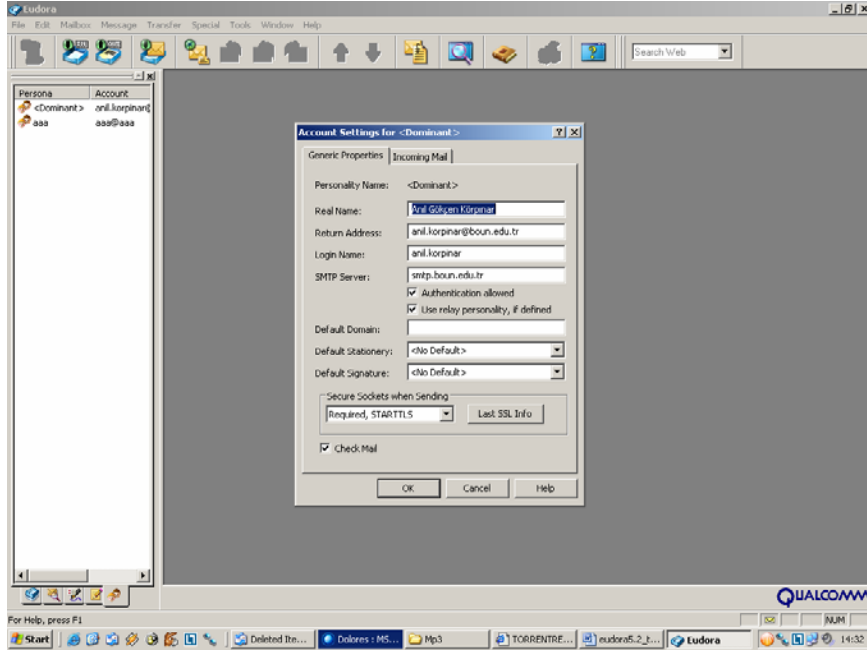 Eudora
File Edit Mailbox Message Transfer Special Tools Window Help
Search Web
Persona Account
<Dominant> anil.korpinar@
aaa aaa@aaa
Account Settings for <Dominant>
Generic Properties Incoming Mail
Personality Name: <Dominant>
Real Name: Anıl Gökçen Körpınar
Return Address: anil.korpinar@boun.edu.tr
Login Name: anil.korpinar
SMTP Server: smtp.boun.edu.tr
Authentication allowed
Use relay personality, if defined
Default Domain:
Default Stationery: <No Default>
Default Signature: <No Default>
Secure Sockets when Sending
Required, STARTTLS Last SSL Info
Check Mail
OK Cancel Help
QUALCOMM
For Help, press F1 NUM
Start Deleted Ite... Dolores : MS... Mp3 TORRENTRE... eudora5.2_t... Eudora 14:32